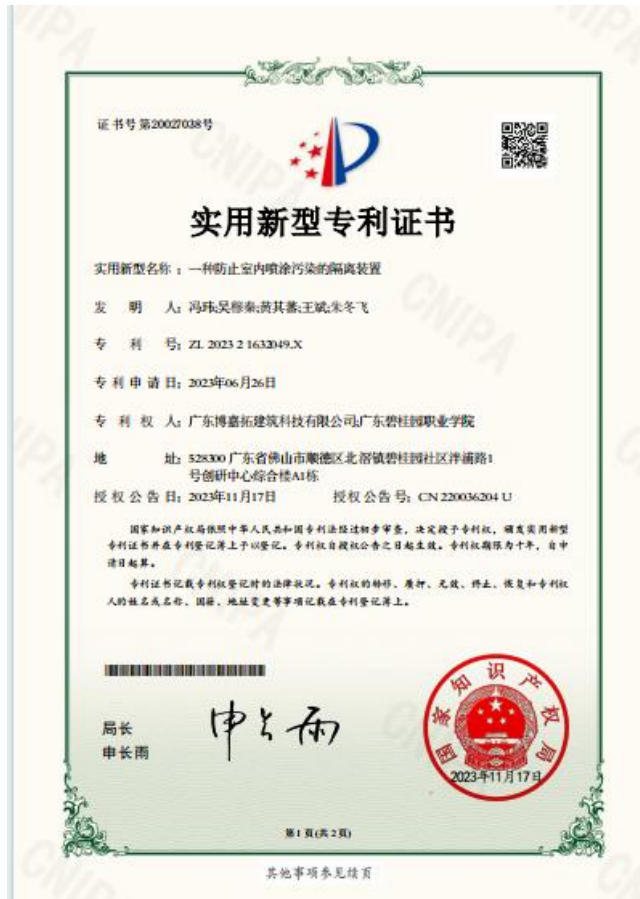 证书号第20027038号
实用新型专利证书
实用新型名称：一种防止室内喷涂污染的隔离装置
发明人：冯玮;吴穆秦;黄其蕃;王斌;朱冬飞
专利号：ZL 2023 2 1632049.X
专利申请日：2023年06月26日
专利权人：广东博嘉拓建筑科技有限公司;广东碧桂园职业学院
地址：528300 广东省佛山市顺德区北滘镇碧桂园社区泮浦路1
号创研中心综合楼A1栋
授权公告日：2023年11月17日 授权公告号：CN 220036204 U
国家知识产权局依照中华人民共和国专利法经过初步审查，决定授予专利权，颁发实用新型
专利证书并在专利登记簿上予以登记。专利权自授权公告之日起生效。专利权期限为十年，自申
请日起算。
专利证书记载专利权登记时的法律状况。专利权的转移、质押、无效、终止、恢复和专利权
人的姓名或名称、国籍、地址变更等事项记载在专利登记簿上。
局长
申长雨
申长雨
国家知识产权局
2023年11月17日
第1页(共2页)
其他事项参见续页
CNIPA